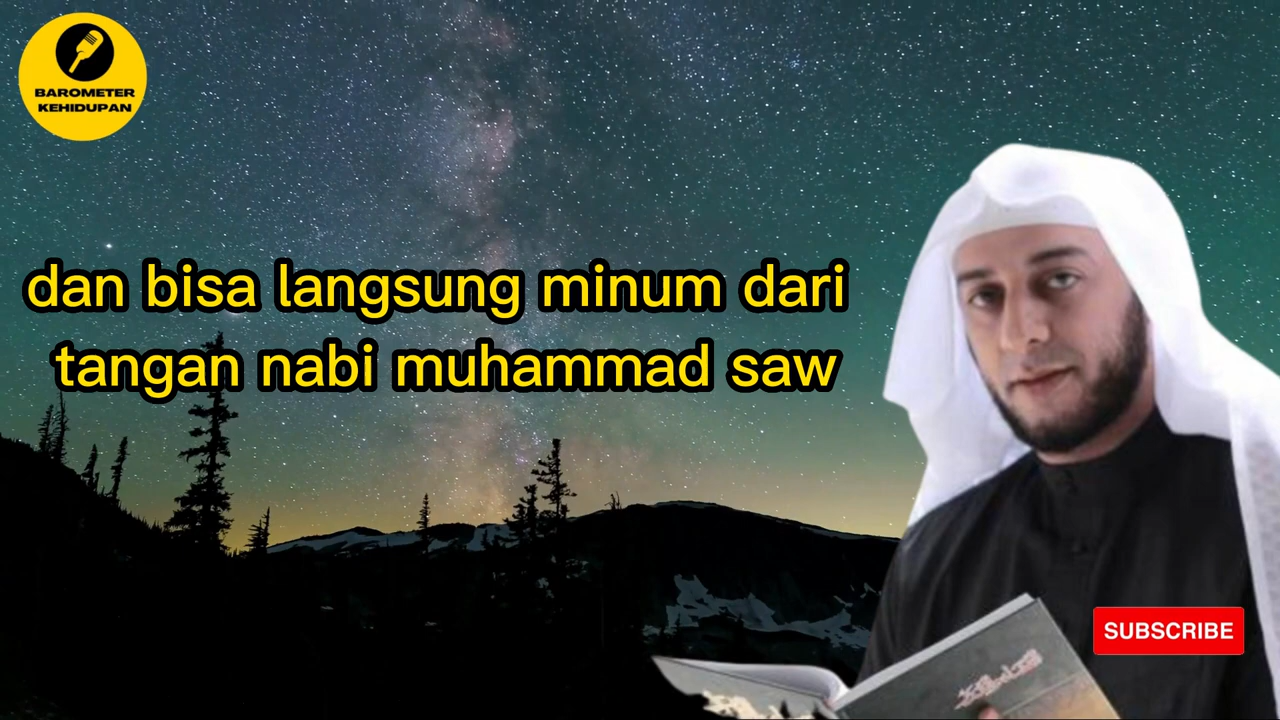 BAROMETER
KEHIDUPAN
dan bisa langsung minum dari
tangan nabi muhammad saw
SUBSCRIBE